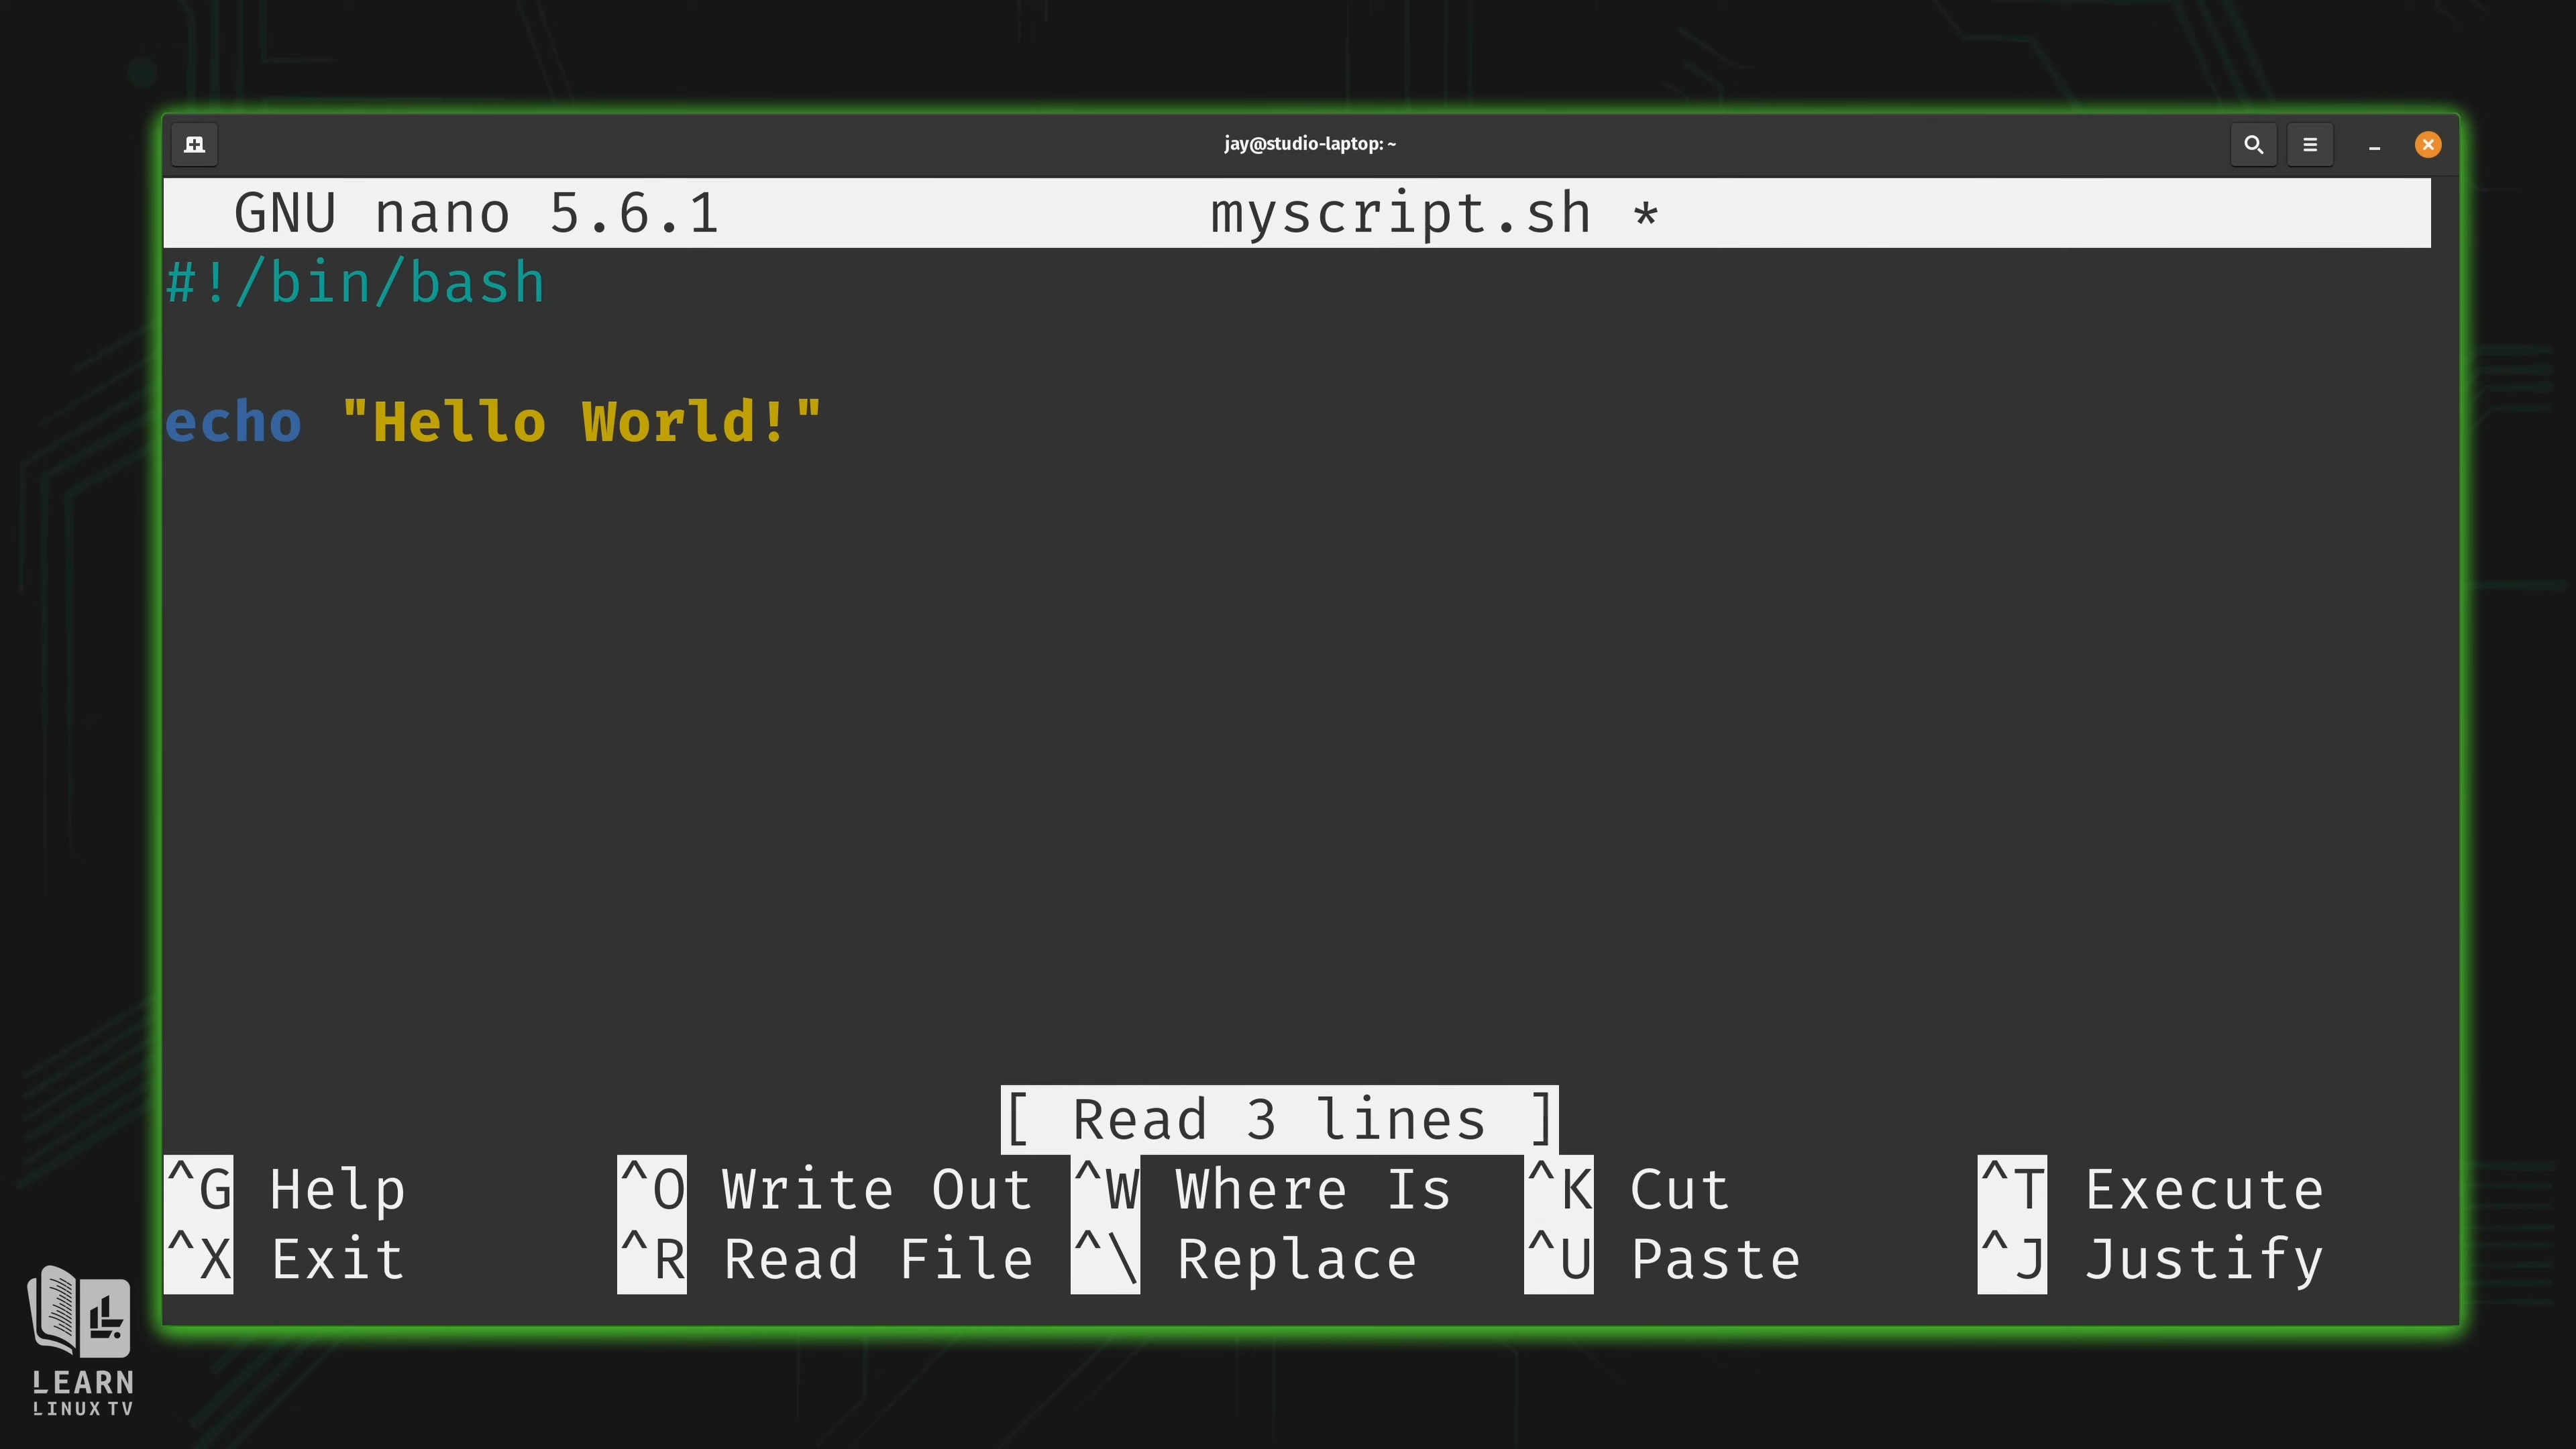 jay@studio-laptop: ~
GNU nano 5.6.1 myscript.sh *
#!/bin/bash
echo "Hello World!"
[ Read 3 lines ]
^G Help ^O Write Out ^W Where Is ^K Cut ^T Execute
^X Exit ^R Read File ^\ Replace ^U Paste ^J Justify
LEARN
LINUX TV